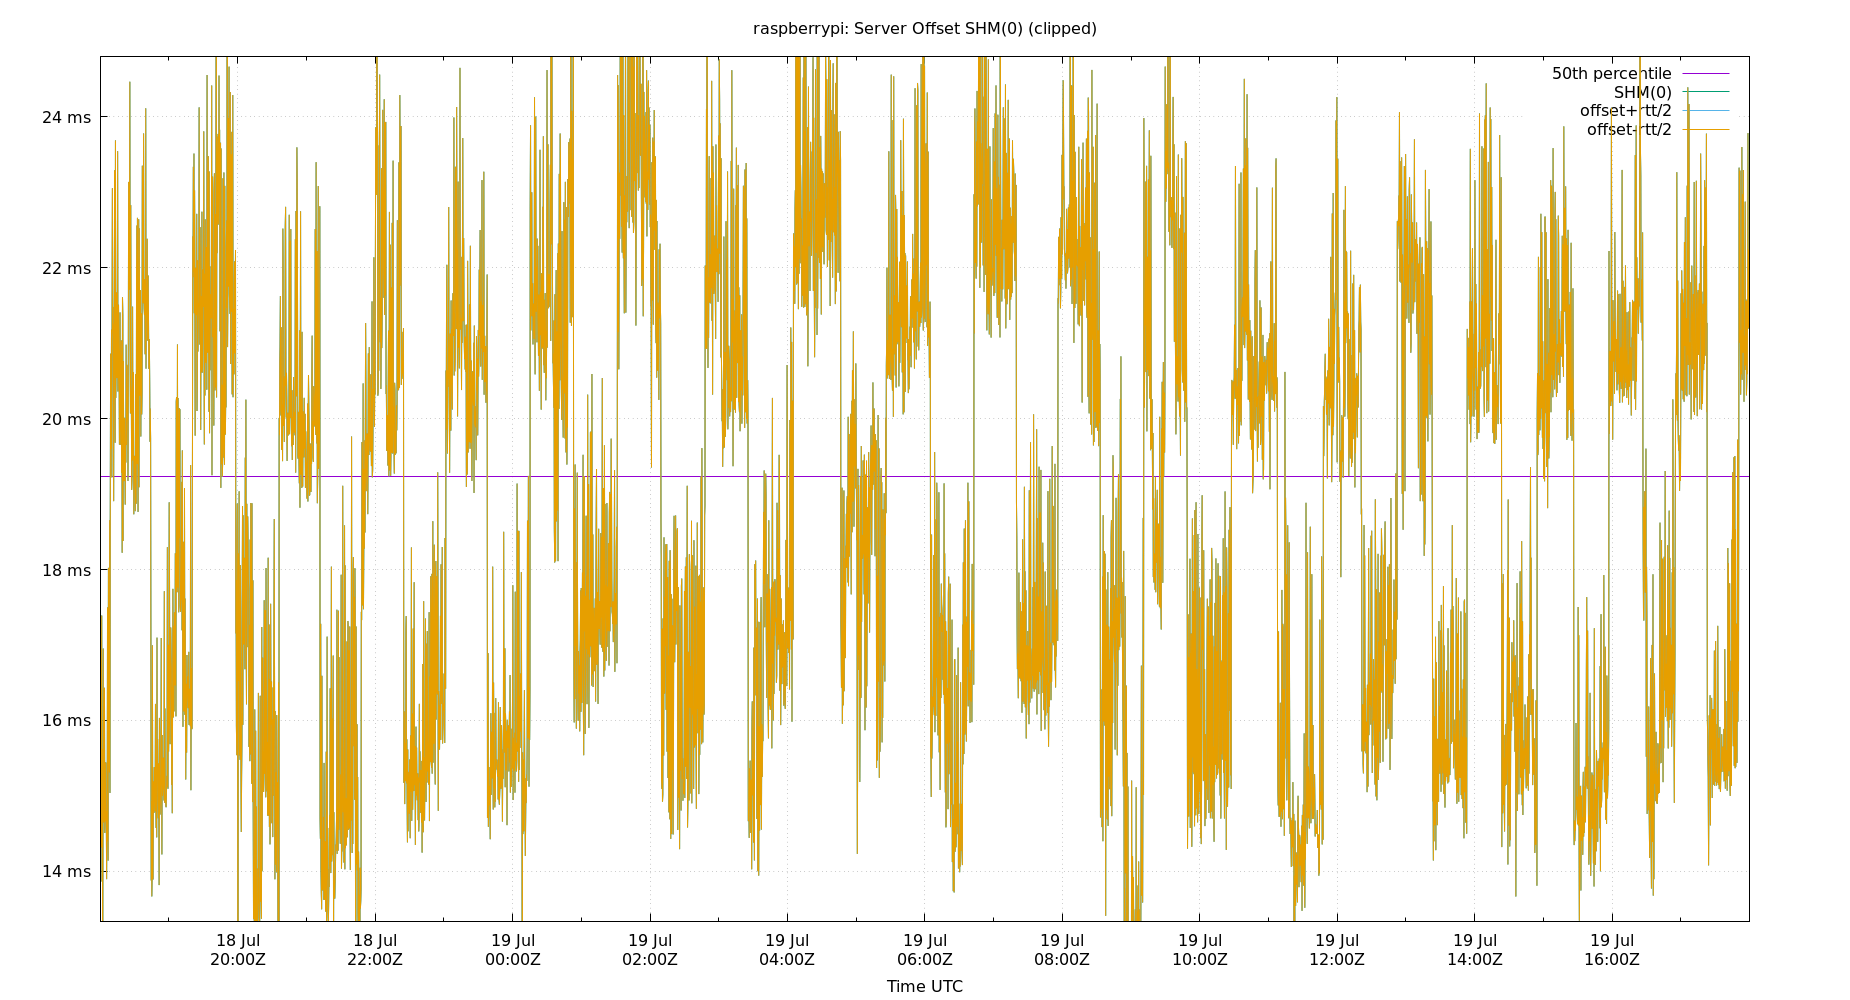 raspberrypi: Server Offset SHM(0) (clipped)
50th percentile
SHM(0)
offset+rtt/2
offset-rtt/2
24 ms
22 ms
20 ms
18 ms
16 ms
14 ms
18 Jul 18 Jul 19 Jul 19 Jul 19 Jul 19 Jul 19 Jul 19 Jul 19 Jul 19 Jul 19 Jul
20:00Z 22:00Z 00:00Z 02:00Z 04:00Z 06:00Z 08:00Z 10:00Z 12:00Z 14:00Z 16:00Z
Time UTC